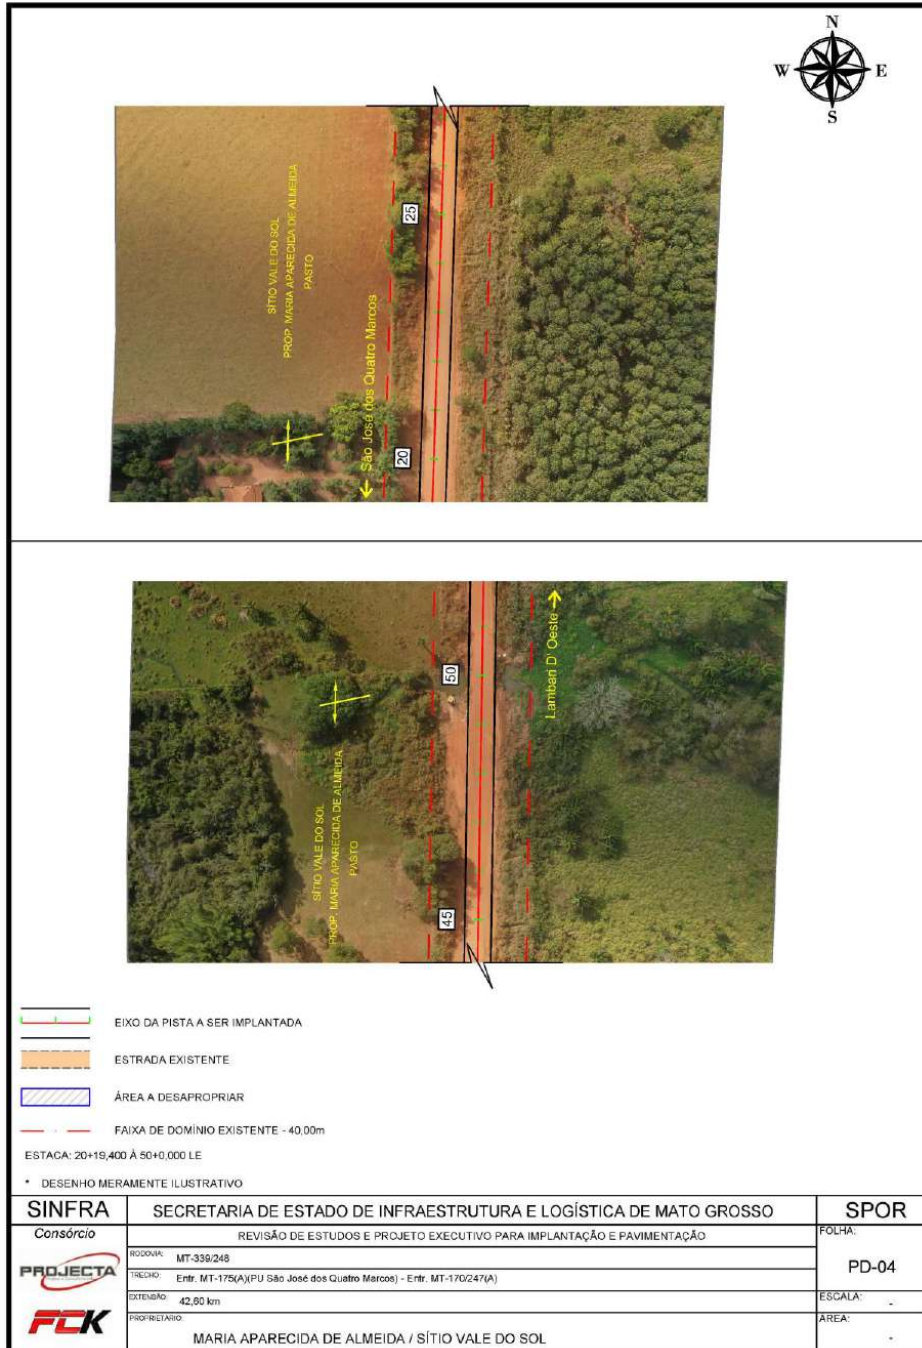 N
W E
S
25
SÍTIO VALE DO SOL
PROP. MARIA APARECIDA DE ALMEIDA
PASTO
São José dos Quatro Marcos
20
Lambari D' Oeste
50
SÍTIO VALE DO SOL
PROP. MARIA APARECIDA DE ALMEIDA
PASTO
45
EIXO DA PISTA A SER IMPLANTADA
ESTRADA EXISTENTE
ÁREA A DESAPROPRIAR
FAIXA DE DOMÍNIO EXISTENTE - 40,00m
ESTACA: 20+19,400 À 50+0,000 LE
* DESENHO MERAMENTE ILUSTRATIVO
SINFRA
SECRETARIA DE ESTADO DE INFRAESTRUTURA E LOGÍSTICA DE MATO GROSSO
SPOR
Consórcio
PROJECTA
FCK
REVISÃO DE ESTUDOS E PROJETO EXECUTIVO PARA IMPLANTAÇÃO E PAVIMENTAÇÃO
RODOVIA: MT-339/248
TRECHO: Entr. MT-175(A)(PU São José dos Quatro Marcos) - Entr. MT-170/247(A)
EXTENSÃO: 42,60 km
PROPRIETÁRIO:
MARIA APARECIDA DE ALMEIDA / SÍTIO VALE DO SOL
FOLHA:
PD-04
ESCALA: -
ÁREA:
-